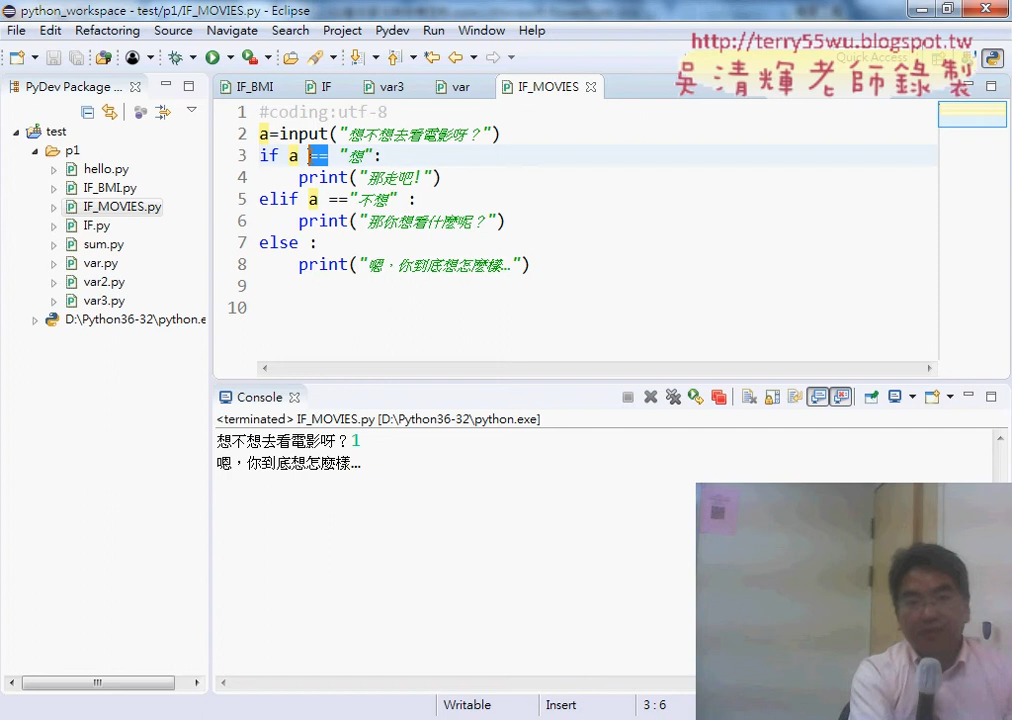 python_workspace - test/p1/IF_MOVIES.py - Eclipse
File Edit Refactoring Source Navigate Search Project Pydev Run Window Help
http://terry55wu.blogspot.tw
Quick Access
吳清輝老師錄製
PyDev Package ...
IF_BMI IF var3 var IF_MOVIES
test
p1
hello.py
IF_BMI.py
IF_MOVIES.py
IF.py
sum.py
var.py
var2.py
var3.py
D:\Python36-32\python.e
1 #coding:utf-8
2 a=input("想不想去看電影呀？")
3 if a == "想":
4 print("那走吧!")
5 elif a =="不想" :
6 print("那你想看什麼呢？")
7 else :
8 print("嗯，你到底想怎麼樣…")
9
10
Console
<terminated> IF_MOVIES.py [D:\Python36-32\python.exe]
想不想去看電影呀？1
嗯，你到底想怎麼樣…
Writable Insert 3 : 6